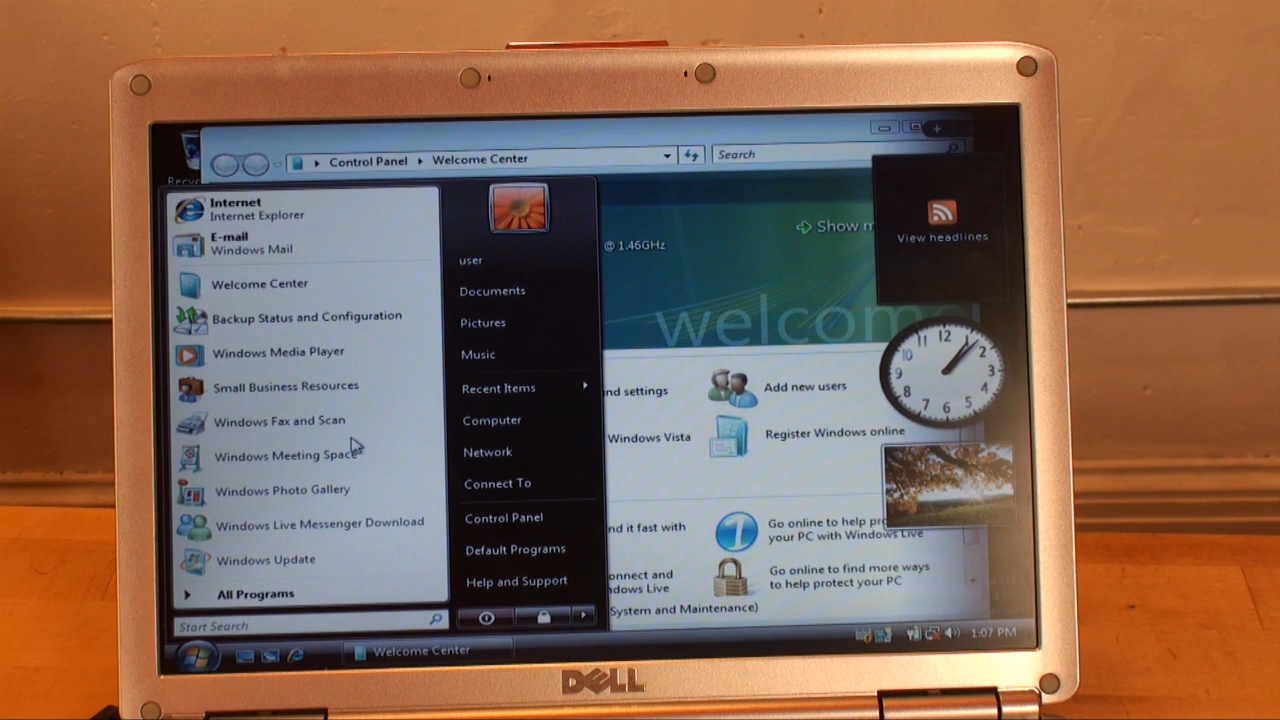 Control Panel
Welcome Center
Search
Internet
Internet Explorer
E-mail
Windows Mail
Welcome Center
Backup Status and Configuration
Windows Media Player
Small Business Resources
Windows Fax and Scan
Windows Meeting Space
Windows Photo Gallery
Windows Live Messenger Download
Windows Update
All Programs
Start Search
user
Documents
Pictures
Music
Recent Items
Computer
Network
Connect To
Control Panel
Default Programs
Help and Support
@ 1.46GHz
Show m
welcome
nd settings
Add new users
Windows Vista
Register Windows online
nd it fast with
Go online to help pro
your PC with Windows Live
onnect and
ndows Live
Go online to find more ways
to help protect your PC
System and Maintenance)
View headlines
12
1
2
3
4
5
6
7
8
9
10
11
Welcome Center
1:07 PM
DELL